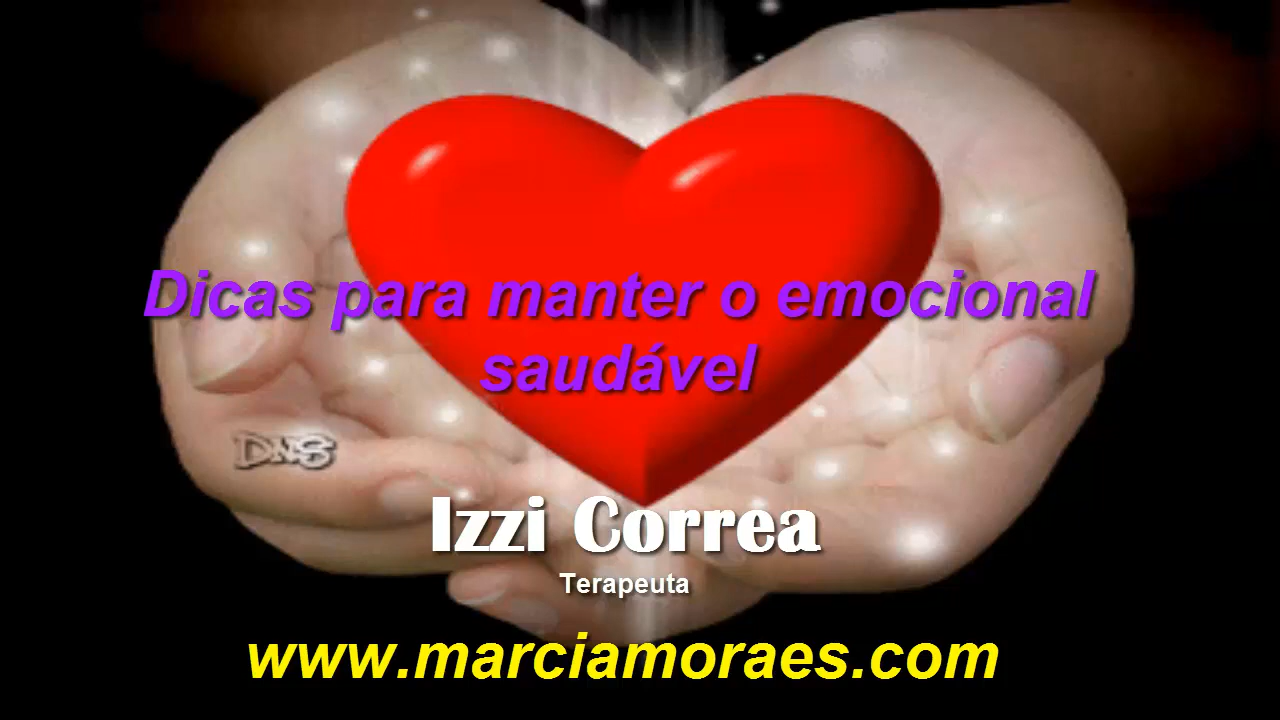 Dicas para manter o emocional
saudável
DNS
Izzi Correa
Terapeuta
www.marciamoraes.com